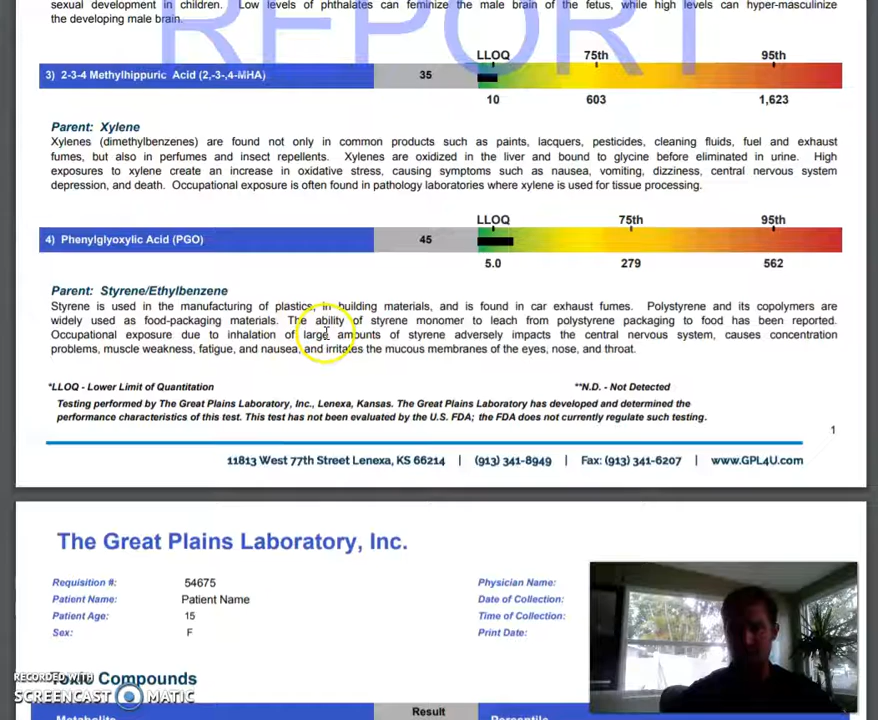 sexual development in children. Low levels of phthalates can feminize the male brain of the fetus, while high levels can hyper-masculinize
the developing male brain.
REPORT
LLOQ 75th 95th
3) 2-3-4 Methylhippuric Acid (2,-3-,4-MHA) 35
10 603 1,623
Parent: Xylene
Xylenes (dimethylbenzenes) are found not only in common products such as paints, lacquers, pesticides, cleaning fluids, fuel and exhaust
fumes, but also in perfumes and insect repellents. Xylenes are oxidized in the liver and bound to glycine before eliminated in urine. High
exposures to xylene create an increase in oxidative stress, causing symptoms such as nausea, vomiting, dizziness, central nervous system
depression, and death. Occupational exposure is often found in pathology laboratories where xylene is used for tissue processing.
LLOQ 75th 95th
4) Phenylglyoxylic Acid (PGO) 45
5.0 279 562
Parent: Styrene/Ethylbenzene
Styrene is used in the manufacturing of plastics, in building materials, and is found in car exhaust fumes. Polystyrene and its copolymers are
widely used as food-packaging materials. The ability of styrene monomer to leach from polystyrene packaging to food has been reported.
Occupational exposure due to inhalation of large amounts of styrene adversely impacts the central nervous system, causes concentration
problems, muscle weakness, fatigue, and nausea, and irritates the mucous membranes of the eyes, nose, and throat.
*LLOQ - Lower Limit of Quantitation **N.D. - Not Detected
Testing performed by The Great Plains Laboratory, Inc., Lenexa, Kansas. The Great Plains Laboratory has developed and determined the
performance characteristics of this test. This test has not been evaluated by the U.S. FDA; the FDA does not currently regulate such testing.
1
11813 West 77th Street Lenexa, KS 66214 | (913) 341-8949 | Fax: (913) 341-6207 | www.GPL4U.com
The Great Plains Laboratory, Inc.
Requisition #: 54675 Physician Name:
Patient Name: Patient Name Date of Collection:
Patient Age: 15 Time of Collection:
Sex: F Print Date:
Toxic Compounds
RECORDED WITH
SCREENCAST MATIC
Metabolite Result Percentile